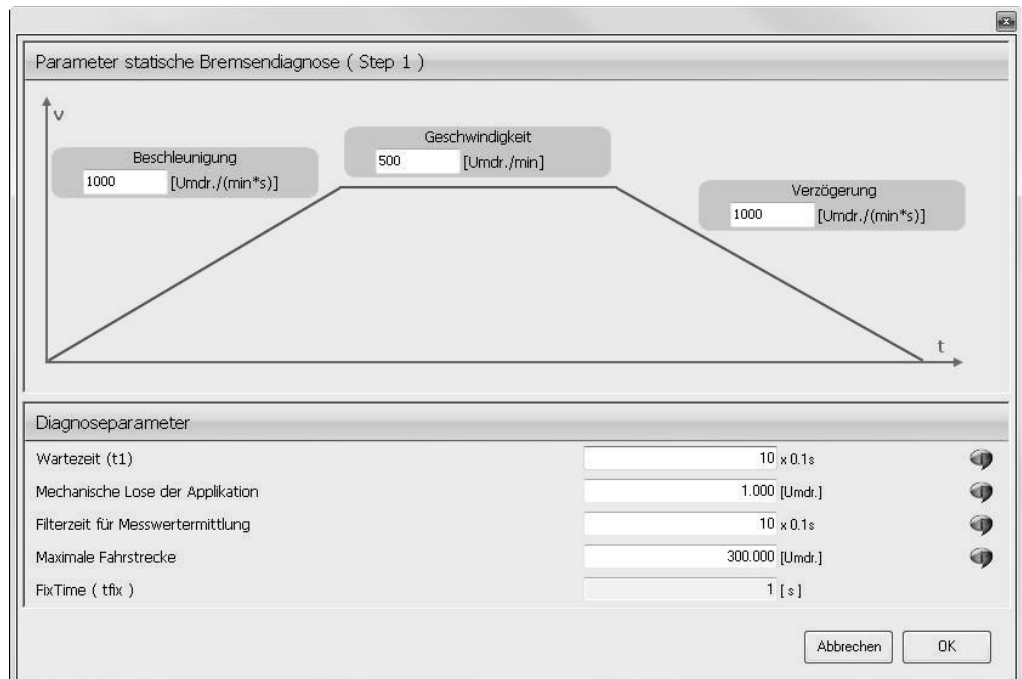 Parameter statische Bremsendiagnose ( Step 1 )
v
Geschwindigkeit
500 [Umdr./min]
Beschleunigung
1000 [Umdr./(min*s)]
Verzögerung
1000 [Umdr./(min*s)]
t
Diagnoseparameter
Wartezeit (t1) 10 x 0.1s
Mechanische Lose der Applikation 1.000 [Umdr.]
Filterzeit für Messwertermittlung 10 x 0.1s
Maximale Fahrstrecke 300.000 [Umdr.]
FixTime ( tfix ) 1 [ s ]
Abbrechen OK